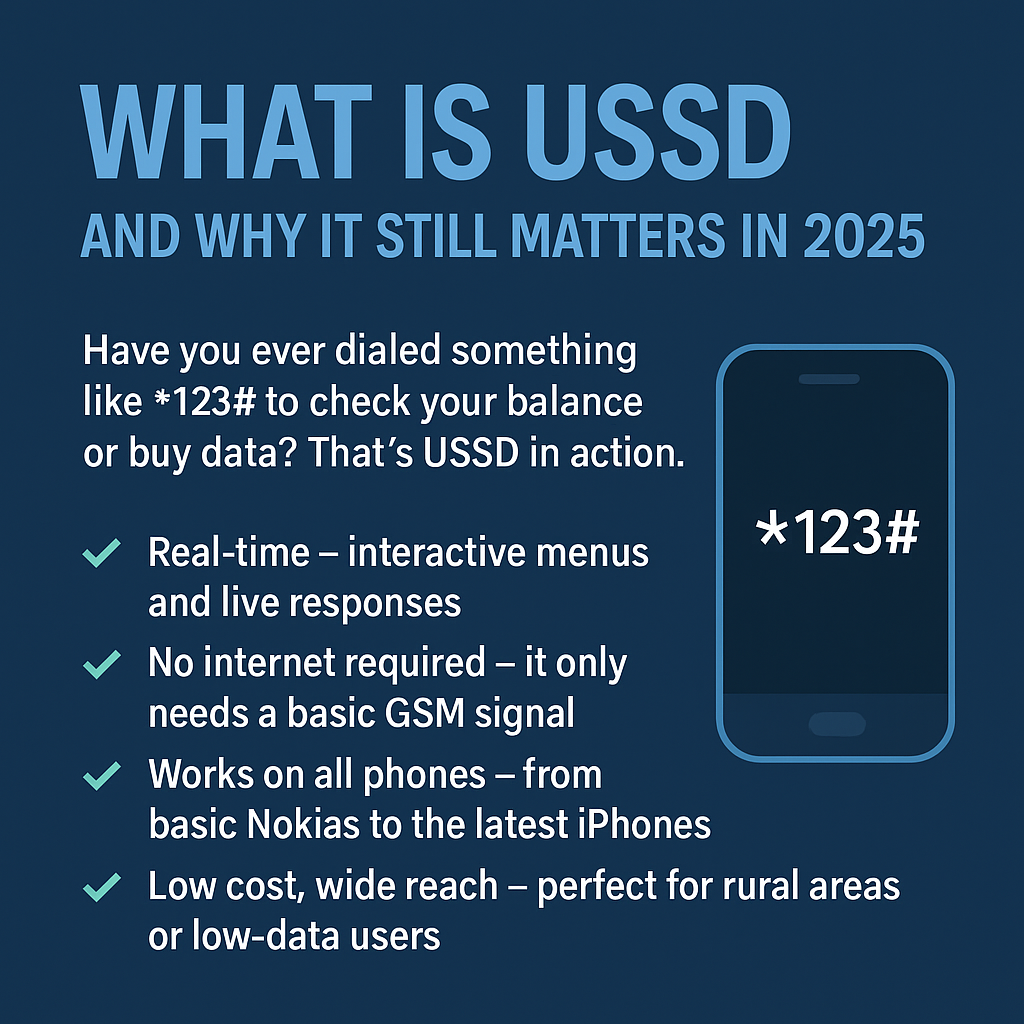 WHAT IS USSD
AND WHY IT STILL MATTERS IN 2025
Have you ever dialed something
like *123# to check your balance
or buy data? That’s USSD in action.
*123#
Real-time – interactive menus
and live responses
No internet required – it only
needs a basic GSM signal
Works on all phones – from
basic Nokias to the latest iPhones
Low cost, wide reach – perfect for rural areas
or low-data users